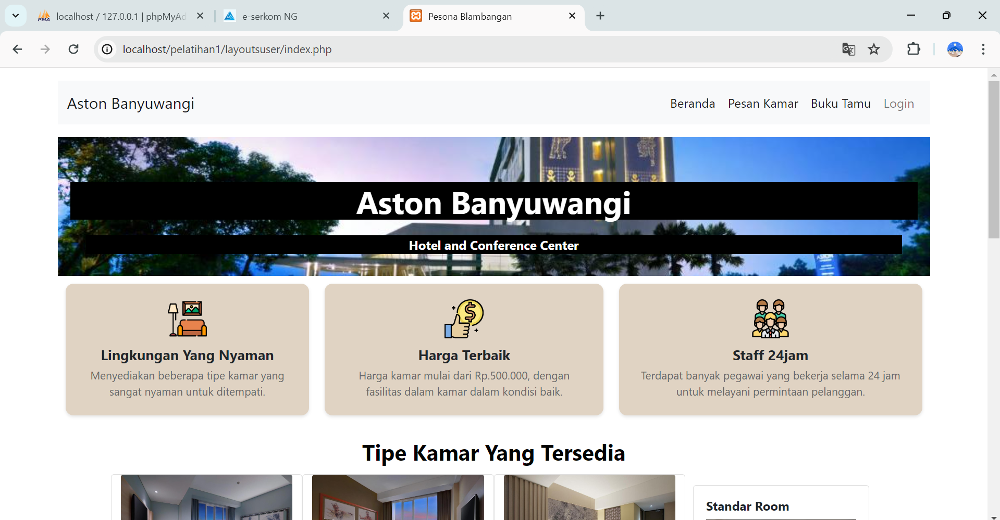 localhost / 127.0.0.1 | phpMyAd
e-serkom NG
Pesona Blambangan
localhost/pelatihan1/layoutsuser/index.php
Aston Banyuwangi
Beranda Pesan Kamar Buku Tamu Login
Aston Banyuwangi
Hotel and Conference Center
ASTON
Lingkungan Yang Nyaman
Menyediakan beberapa tipe kamar yang
sangat nyaman untuk ditempati.
Harga Terbaik
Harga kamar mulai dari Rp.500.000, dengan
fasilitas dalam kamar dalam kondisi baik.
Staff 24jam
Terdapat banyak pegawai yang bekerja selama 24 jam
untuk melayani permintaan pelanggan.
Tipe Kamar Yang Tersedia
Standar Room